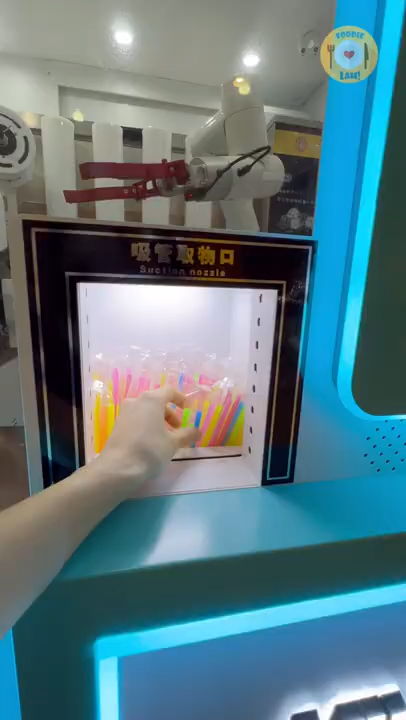 FOODIE
Lah!
吸管取物口
Suction nozzle